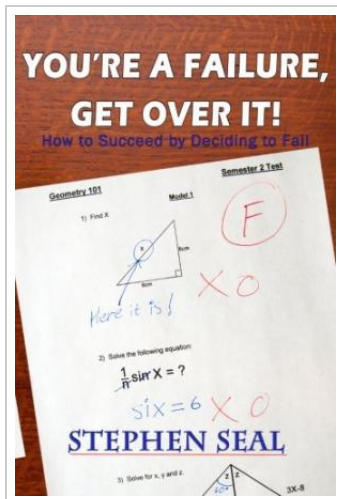 YOU'RE A FAILURE,
GET OVER IT!
How to Succeed by Deciding to Fail
Semester 2 Test
Geometry 101
Model 1
1) Find X
F
X
6cm
X O
Here it is!
2) Solve the following equation:
1/n sin X = ?
six = 6 X O
STEPHEN SEAL
3) Solve for x, y and z.
z z
3X-8